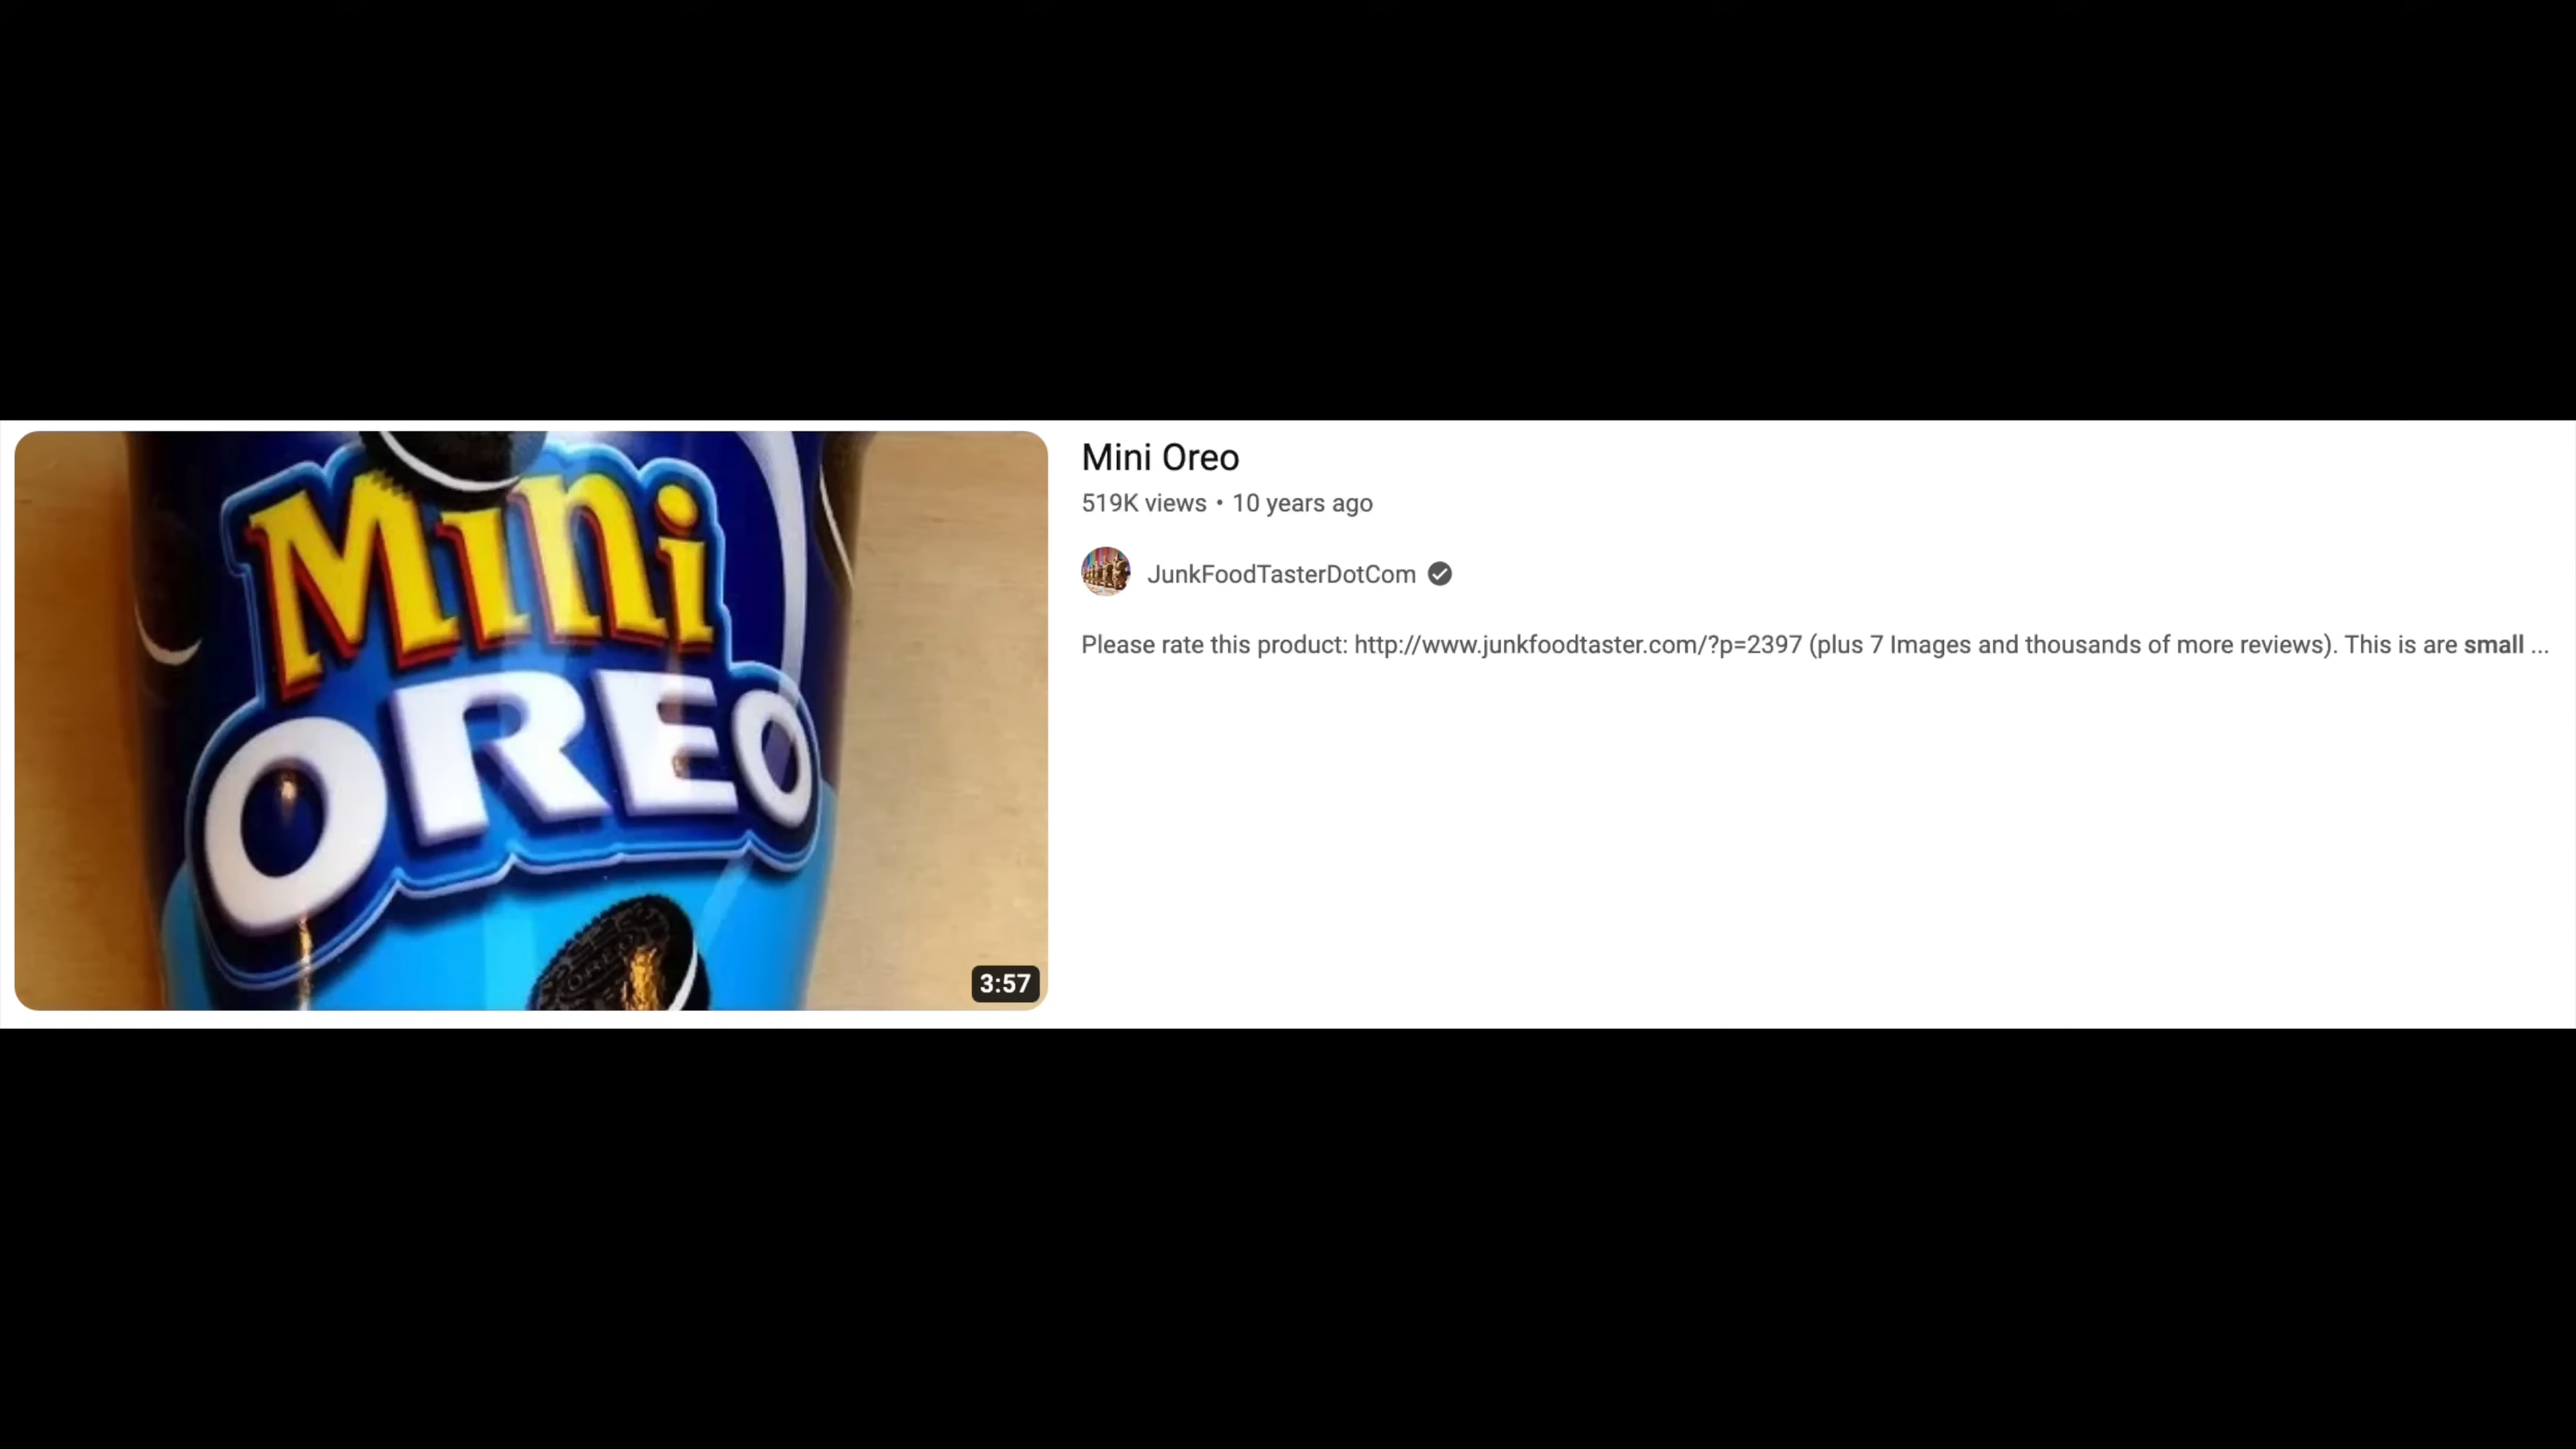 Mini
OREO
OREO
3:57
Mini Oreo
519K views • 10 years ago
JunkFoodTasterDotCom
Please rate this product: http://www.junkfoodtaster.com/?p=2397 (plus 7 Images and thousands of more reviews). This is are small ...